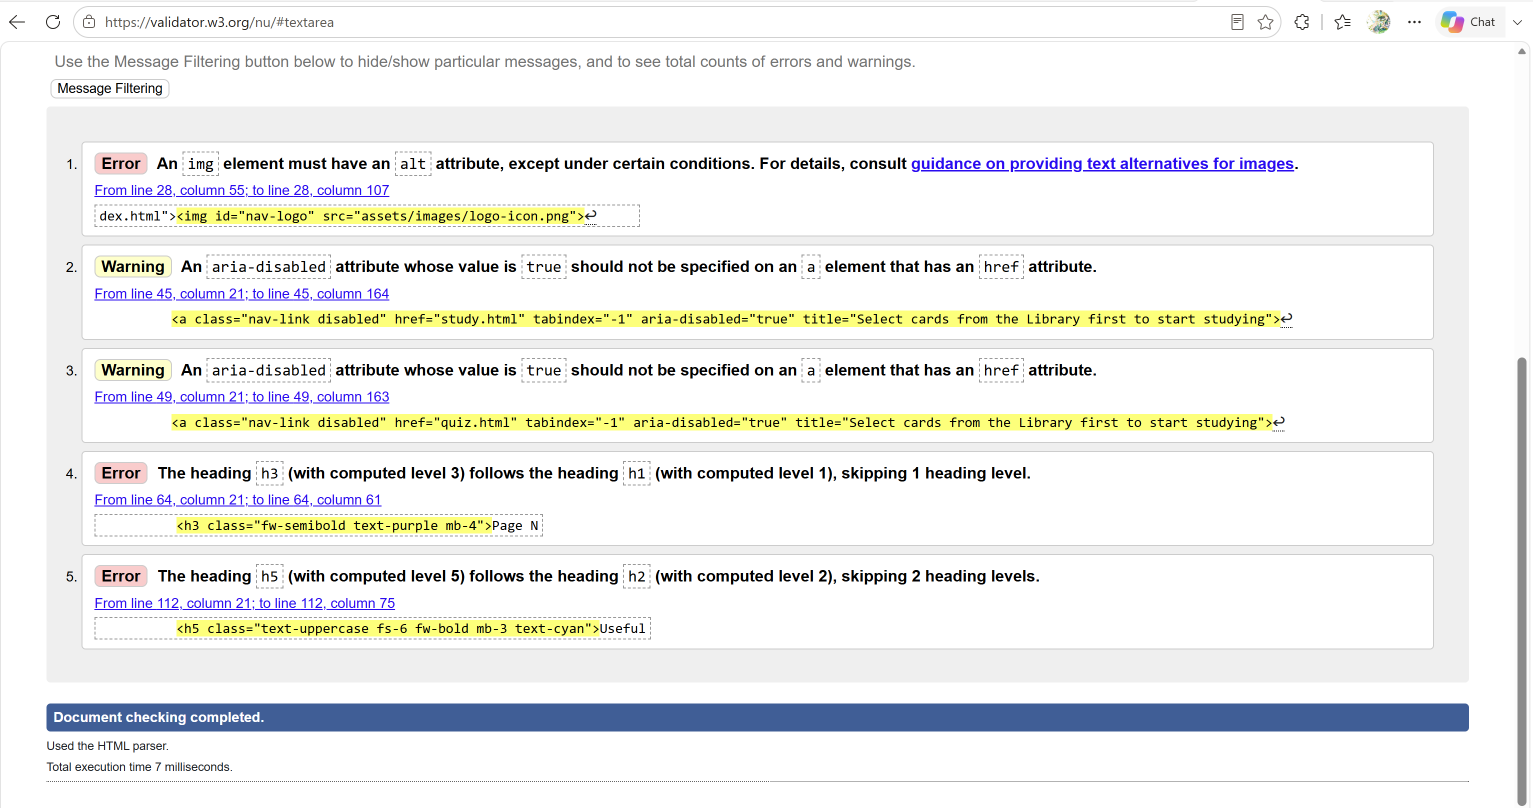 https://validator.w3.org/nu/#textarea
Chat
Use the Message Filtering button below to hide/show particular messages, and to see total counts of errors and warnings.
Message Filtering
1. Error An img element must have an alt attribute, except under certain conditions. For details, consult guidance on providing text alternatives for images.
From line 28, column 55; to line 28, column 107
dex.html"><img id="nav-logo" src="assets/images/logo-icon.png">↩
2. Warning An aria-disabled attribute whose value is true should not be specified on an a element that has an href attribute.
From line 45, column 21; to line 45, column 164
<a class="nav-link disabled" href="study.html" tabindex="-1" aria-disabled="true" title="Select cards from the Library first to start studying">↩
3. Warning An aria-disabled attribute whose value is true should not be specified on an a element that has an href attribute.
From line 49, column 21; to line 49, column 163
<a class="nav-link disabled" href="quiz.html" tabindex="-1" aria-disabled="true" title="Select cards from the Library first to start studying">↩
4. Error The heading h3 (with computed level 3) follows the heading h1 (with computed level 1), skipping 1 heading level.
From line 64, column 21; to line 64, column 61
<h3 class="fw-semibold text-purple mb-4">Page N
5. Error The heading h5 (with computed level 5) follows the heading h2 (with computed level 2), skipping 2 heading levels.
From line 112, column 21; to line 112, column 75
<h5 class="text-uppercase fs-6 fw-bold mb-3 text-cyan">Useful
Document checking completed.
Used the HTML parser.
Total execution time 7 milliseconds.